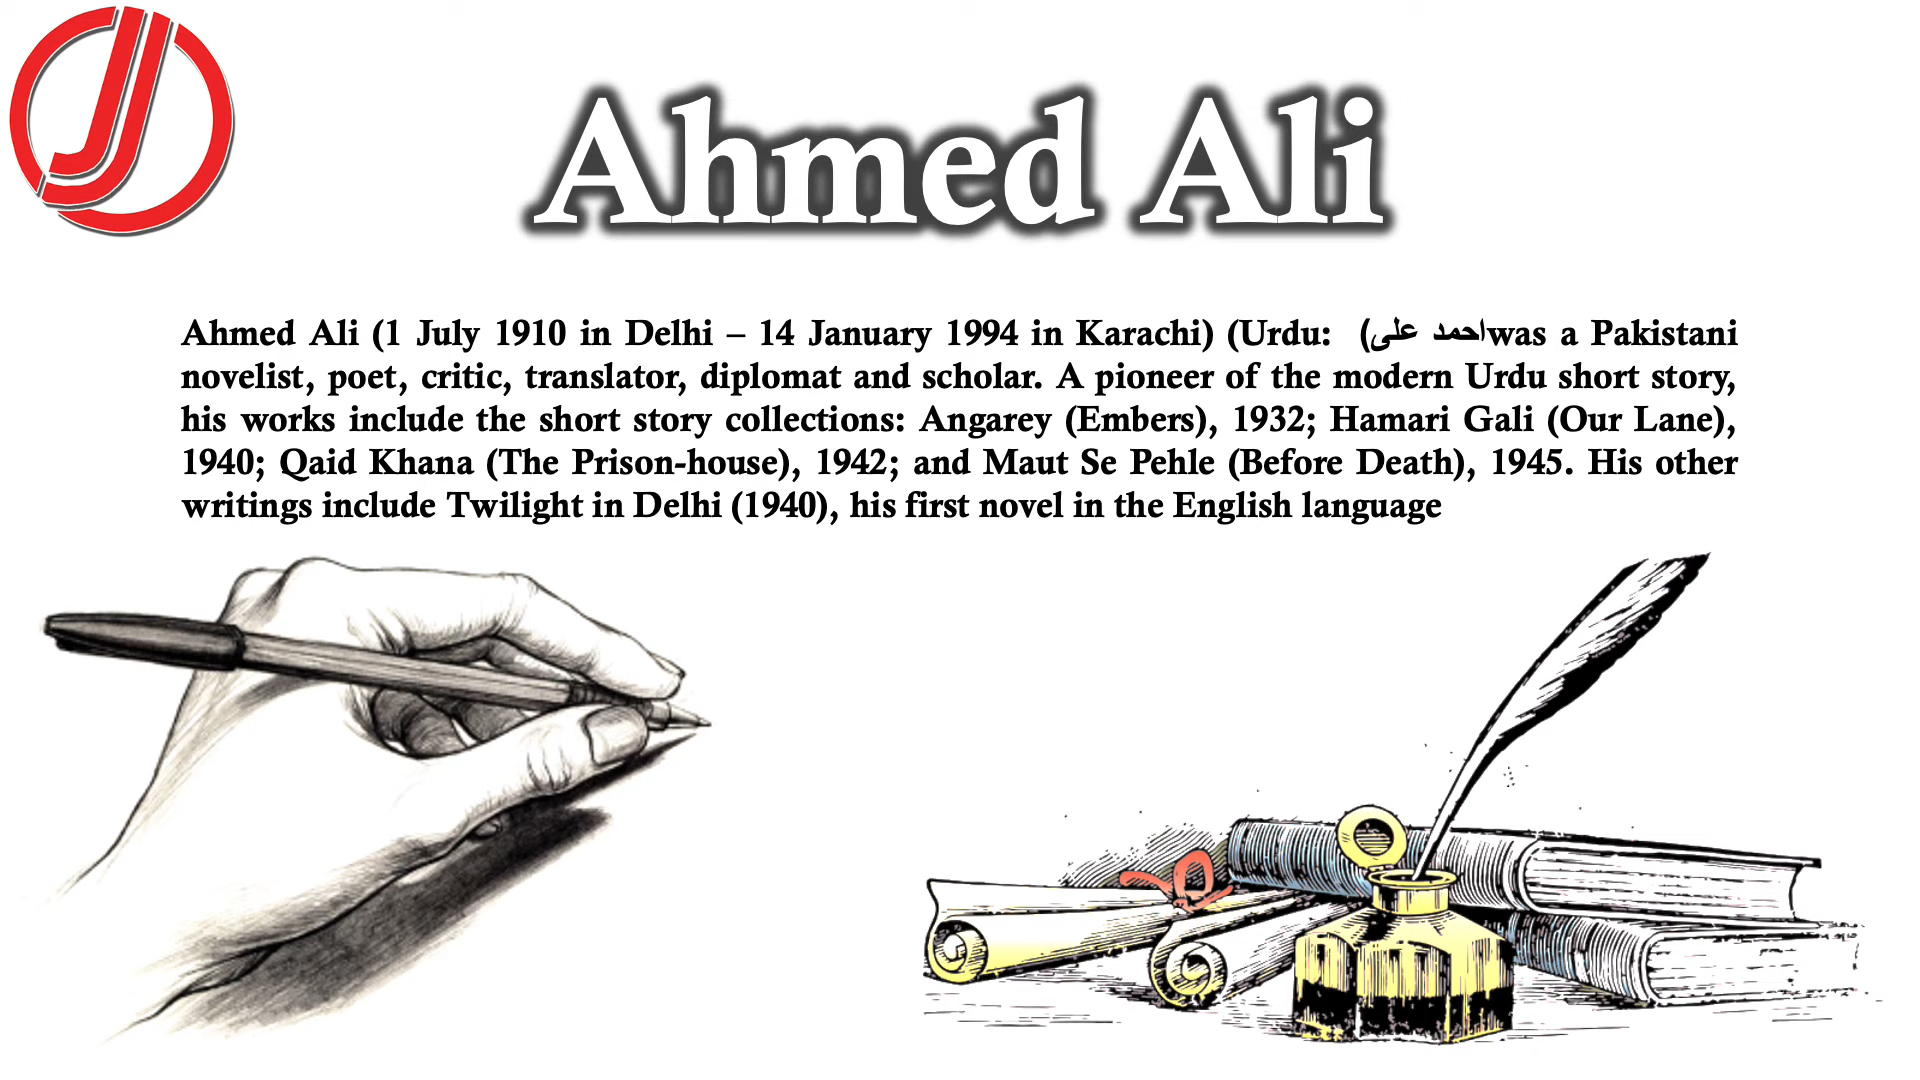 Ahmed Ali
Ahmed Ali (1 July 1910 in Delhi – 14 January 1994 in Karachi) (Urdu: (احمد علی was a Pakistani
novelist, poet, critic, translator, diplomat and scholar. A pioneer of the modern Urdu short story,
his works include the short story collections: Angarey (Embers), 1932; Hamari Gali (Our Lane),
1940; Qaid Khana (The Prison-house), 1942; and Maut Se Pehle (Before Death), 1945. His other
writings include Twilight in Delhi (1940), his first novel in the English language